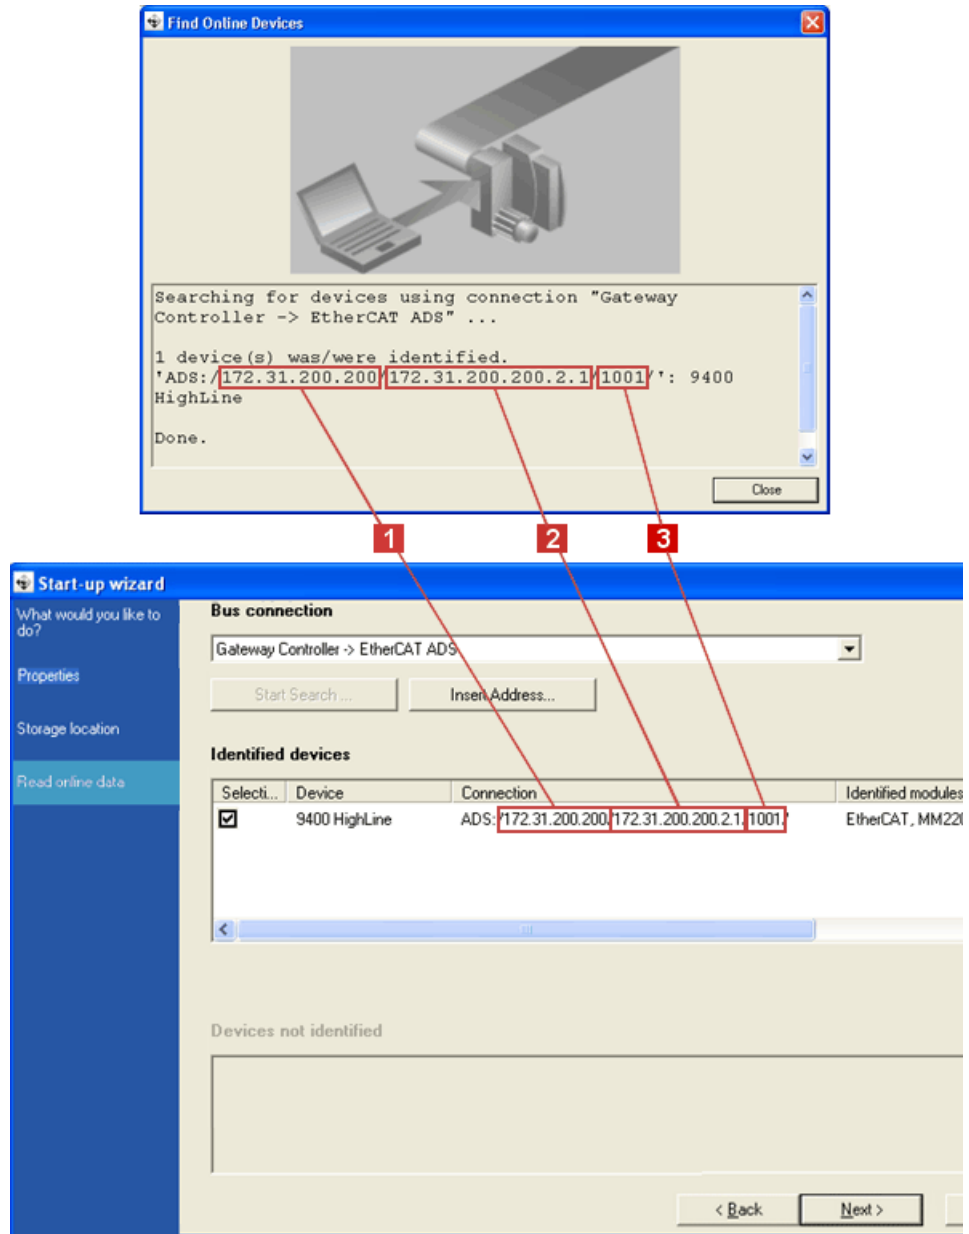 Find Online Devices
Searching for devices using connection "Gateway
Controller -> EtherCAT ADS" ...
1 device(s) was/were identified.
'ADS:/172.31.200.200/172.31.200.200.2.1/1001/': 9400
HighLine
Done.
Close
1 2 3
Start-up wizard
What would you like to
do?
Properties
Storage location
Read online data
Bus connection
Gateway Controller -> EtherCAT ADS
Start Search ... Insert Address...
Identified devices
Selecti... Device Connection Identified modules
9400 HighLine ADS:/172.31.200.200/172.31.200.200.2.1/1001/ EtherCAT, MM220
Devices not identified
< Back Next >